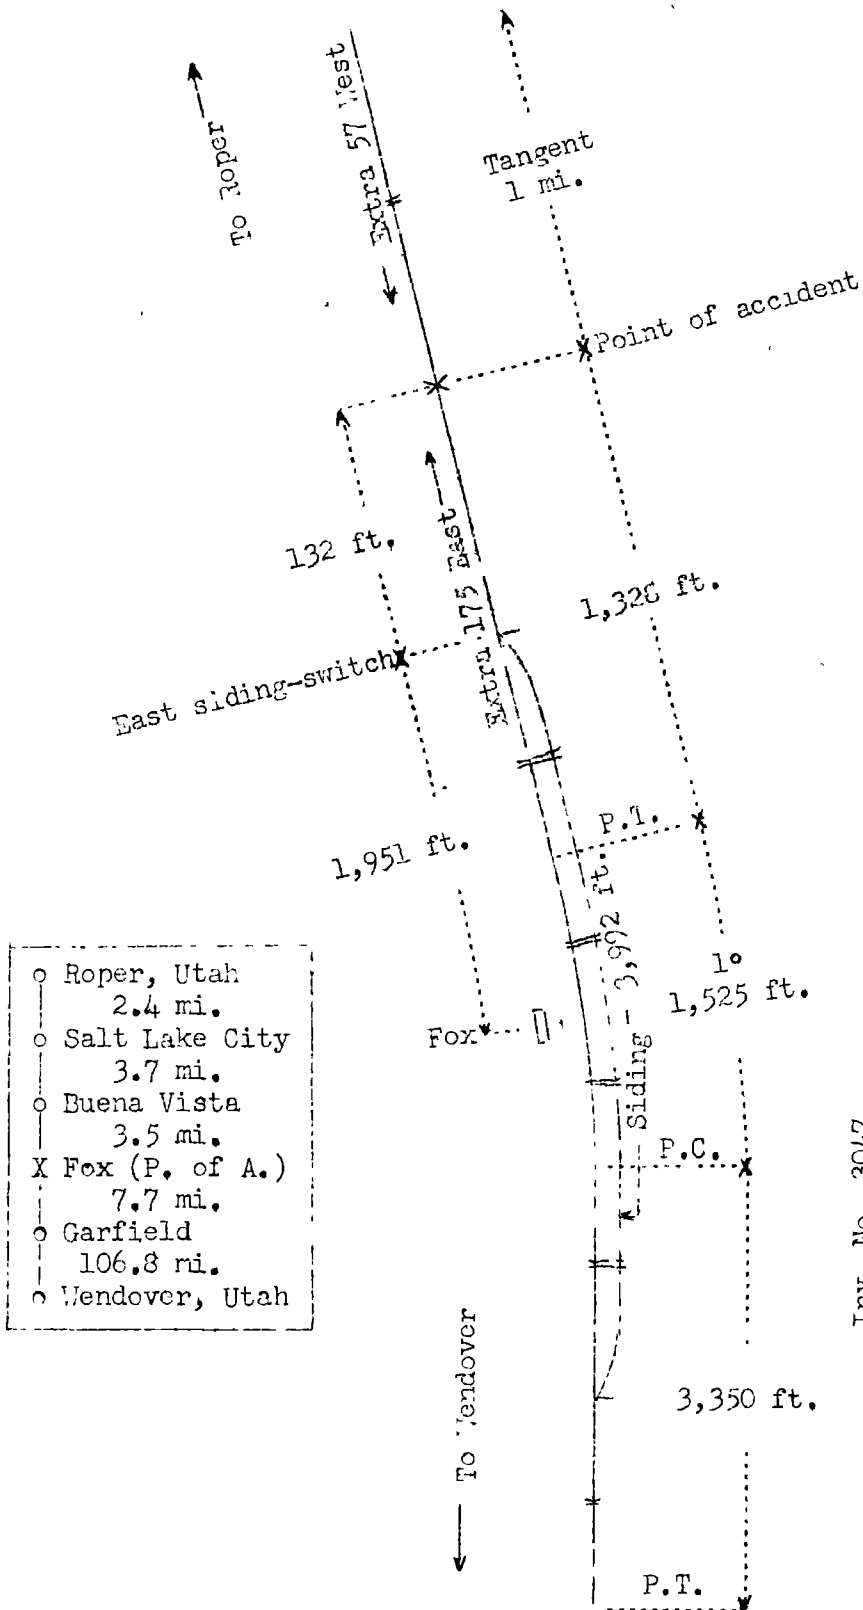 To Roper
Extra 57 West
Tangent
1 mi.
Point of accident
132 ft.
Extra 175 East
1,328 ft.
East siding-switch
1,951 ft.
P.T.
Siding - 3,992 ft.
1°
1,525 ft.
Fox
P.C.
Roper, Utah
2.4 mi.
Salt Lake City
3.7 mi.
Buena Vista
3.5 mi.
X Fox (P. of A.)
7.7 mi.
Garfield
106.8 mi.
Wendover, Utah
To Wendover
3,350 ft.
P.T.
Inv. No. 3047